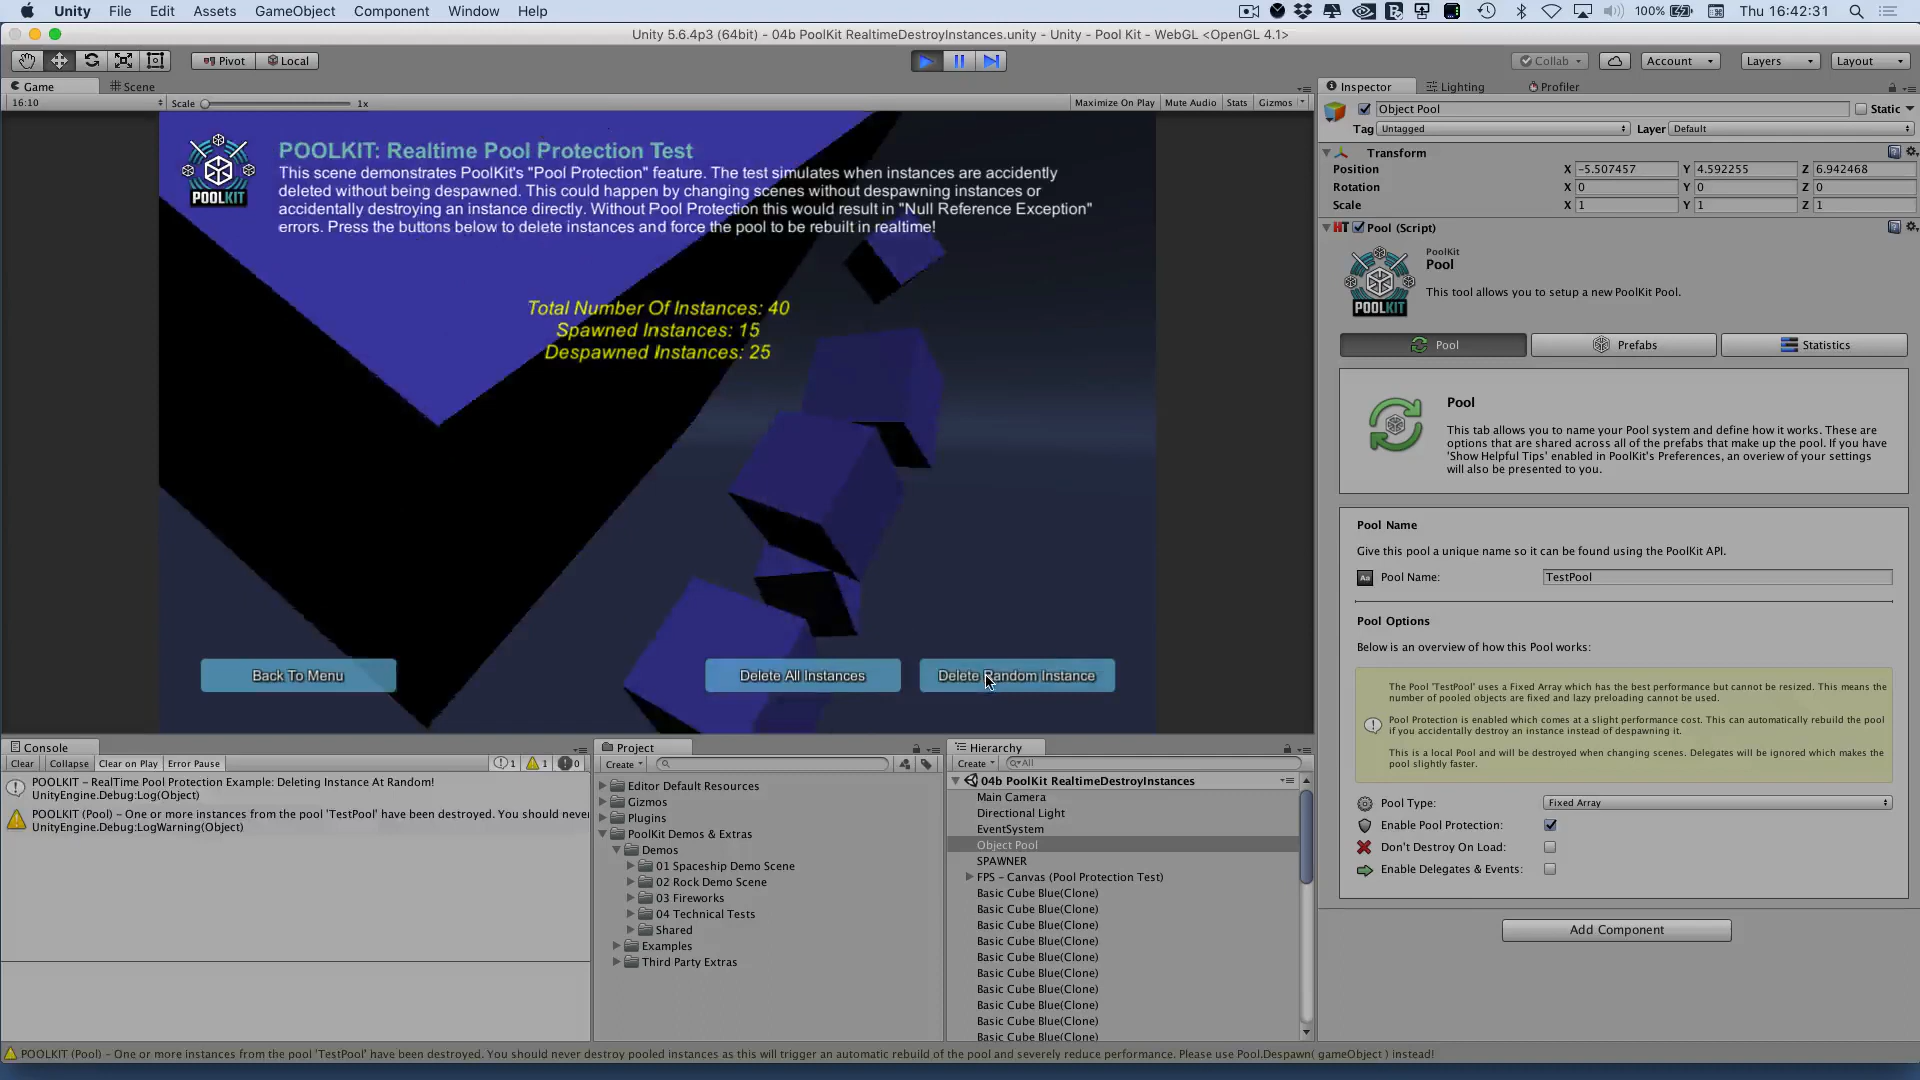 Unity File Edit Assets GameObject Component Window Help 100% Thu 16:42:31
Unity 5.6.4p3 (64bit) - 04b PoolKit RealtimeDestroyInstances.unity - Unity - Pool Kit - WebGL <OpenGL 4.1>
Pivot Local Collab Account Layers Layout
Game Scene
16:10 Scale 1x Maximize On Play Mute Audio Stats Gizmos
POOLKIT
POOLKIT: Realtime Pool Protection Test
This scene demonstrates PoolKit's "Pool Protection" feature. The test simulates when instances are accidently
deleted without being despawned. This could happen by changing scenes without despawning instances or
accidentally destroying an instance directly. Without Pool Protection this would result in "Null Reference Exception"
errors. Press the buttons below to delete instances and force the pool to be rebuilt in realtime!
Total Number Of Instances: 40
Spawned Instances: 15
Despawned Instances: 25
Back To Menu Delete All Instances Delete Random Instance
Console
Clear Collapse Clear on Play Error Pause 1 1 0
POOLKIT - RealTime Pool Protection Example: Deleting Instance At Random!
UnityEngine.Debug:Log(Object)
POOLKIT (Pool) - One or more instances from the pool 'TestPool' have been destroyed. You should neve
UnityEngine.Debug:LogWarning(Object)
Project
Create
Editor Default Resources
Gizmos
Plugins
PoolKit Demos & Extras
Demos
01 Spaceship Demo Scene
02 Rock Demo Scene
03 Fireworks
04 Technical Tests
Shared
Examples
Third Party Extras
Hierarchy
Create All
04b PoolKit RealtimeDestroyInstances
Main Camera
Directional Light
EventSystem
Object Pool
SPAWNER
FPS - Canvas (Pool Protection Test)
Basic Cube Blue(Clone)
Basic Cube Blue(Clone)
Basic Cube Blue(Clone)
Basic Cube Blue(Clone)
Basic Cube Blue(Clone)
Basic Cube Blue(Clone)
Basic Cube Blue(Clone)
Basic Cube Blue(Clone)
Basic Cube Blue(Clone)
Basic Cube Blue(Clone)
Inspector Lighting Profiler
Object Pool Static
Tag Untagged Layer Default
Transform
Position X -5.507457 Y 4.592255 Z 6.942468
Rotation X 0 Y 0 Z 0
Scale X 1 Y 1 Z 1
HT Pool (Script)
POOLKIT
PoolKit
Pool
This tool allows you to setup a new PoolKit Pool.
Pool Prefabs Statistics
Pool
This tab allows you to name your Pool system and define how it works. These are
options that are shared across all of the prefabs that make up the pool. If you have
'Show Helpful Tips' enabled in PoolKit's Preferences, an overiew of your settings
will also be presented to you.
Pool Name
Give this pool a unique name so it can be found using the PoolKit API.
Aa Pool Name: TestPool
Pool Options
Below is an overview of how this Pool works:
The Pool 'TestPool' uses a Fixed Array which has the best performance but cannot be resized. This means the
number of pooled objects are fixed and lazy preloading cannot be used.
Pool Protection is enabled which comes at a slight performance cost. This can automatically rebuild the pool
if you accidentally destroy an instance instead of despawning it.
This is a local Pool and will be destroyed when changing scenes. Delegates will be ignored which makes the
pool slightly faster.
Pool Type: Fixed Array
Enable Pool Protection:
Don't Destroy On Load:
Enable Delegates & Events:
Add Component
POOLKIT (Pool) - One or more instances from the pool 'TestPool' have been destroyed. You should never destroy pooled instances as this will trigger an automatic rebuild of the pool and severely reduce performance. Please use Pool.Despawn( gameObject ) instead!